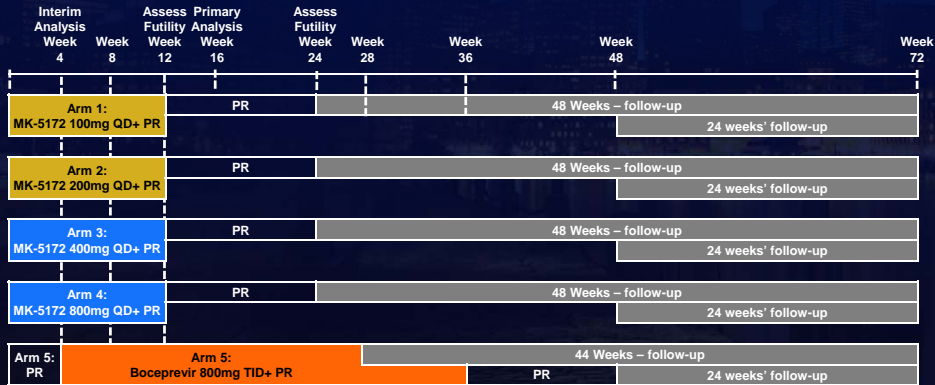 Interim
Analysis
Week
4
Week
8
Assess
Futility
Week
12
Primary
Analysis
Week
16
Assess
Futility
Week
24
Week
28
Week
36
Week
48
Week
72
Arm 1:
MK-5172 100mg QD+ PR
PR
48 Weeks – follow-up
24 weeks' follow-up
Arm 2:
MK-5172 200mg QD+ PR
PR
48 Weeks – follow-up
24 weeks' follow-up
Arm 3:
MK-5172 400mg QD+ PR
PR
48 Weeks – follow-up
24 weeks' follow-up
Arm 4:
MK-5172 800mg QD+ PR
PR
48 Weeks – follow-up
24 weeks' follow-up
Arm 5:
PR
Arm 5:
Boceprevir 800mg TID+ PR
44 Weeks – follow-up
PR
24 weeks' follow-up